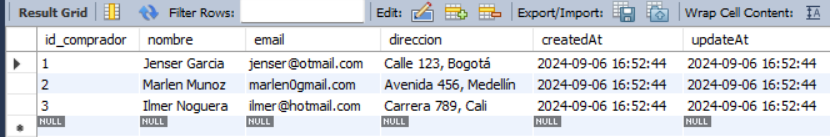 Result Grid Filter Rows: Edit: Export/Import: Wrap Cell Content: IA
id_comprador nombre email direccion createdAt updateAt
1 Jenser Garcia jenser@otmail.com Calle 123, Bogotá 2024-09-06 16:52:44 2024-09-06 16:52:44
2 Marlen Munoz marlen0gmail.com Avenida 456, Medellín 2024-09-06 16:52:44 2024-09-06 16:52:44
3 Ilmer Noguera ilmer@hotmail.com Carrera 789, Cali 2024-09-06 16:52:44 2024-09-06 16:52:44
NULL NULL NULL NULL NULL NULL